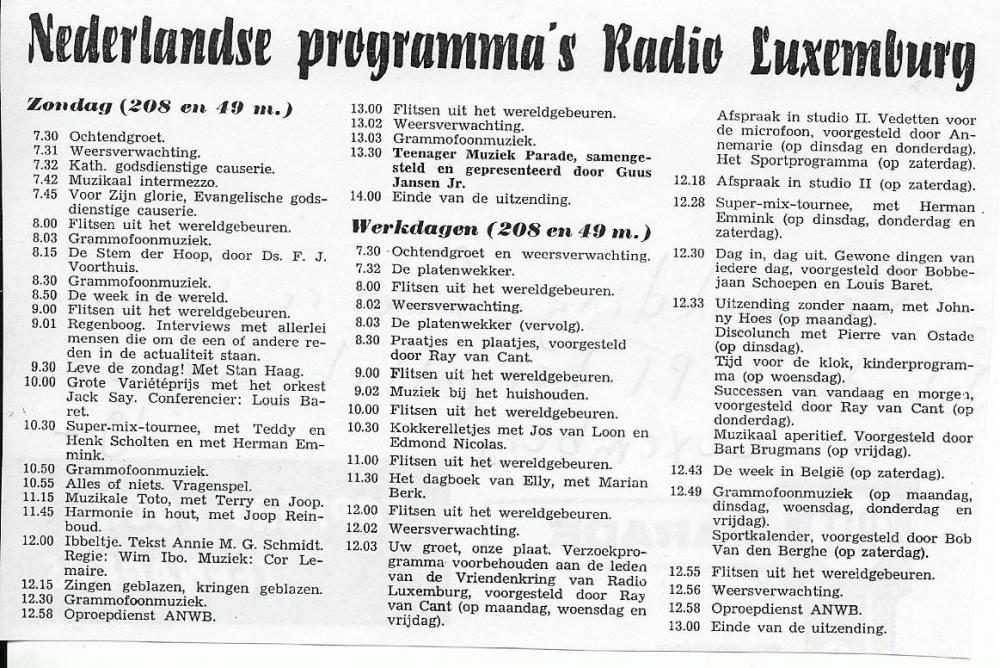 Nederlandse programma's Radio Luxemburg
Zondag (208 en 49 m.)
7.30 Ochtendgroet.
7.31 Weersverwachting.
7.32 Kath. godsdienstige causerie.
7.42 Muzikaal intermezzo.
7.45 Voor Zijn glorie, Evangelische gods-
dienstige causerie.
8.00 Flitsen uit het wereldgebeuren.
8.03 Grammofoonmuziek.
8.15 De Stem der Hoop, door Ds. F. J.
Voorthuis.
8.30 Grammofoonmuziek.
8.50 De week in de wereld.
9.00 Flitsen uit het wereldgebeuren.
9.01 Regenboog. Interviews met allerlei
mensen die om de een of andere re-
den in de actualiteit staan.
9.30 Leve de zondag! Met Stan Haag.
10.00 Grote Variétéprijs met het orkest
Jack Say. Conferencier: Louis Ba-
ret.
10.30 Super-mix-tournee, met Teddy en
Henk Scholten en met Herman Em-
mink.
10.50 Grammofoonmuziek.
10.55 Alles of niets. Vragenspel.
11.15 Muzikale Toto, met Terry en Joop.
11.45 Harmonie in hout, met Joop Rein-
boud.
12.00 Ibbeltje. Tekst Annie M. G. Schmidt.
Regie: Wim Ibo. Muziek: Cor Le-
maire.
12.15 Zingen geblazen, kringen geblazen.
12.30 Grammofoonmuziek.
12.58 Oproepdienst ANWB.
13.00 Flitsen uit het wereldgebeuren.
13.02 Weersverwachting.
13.03 Grammofoonmuziek.
13.30 Teenager Muziek Parade, samenge-
steld en gepresenteerd door Guus
Jansen Jr.
14.00 Einde van de uitzending.
Werkdagen (208 en 49 m.)
7.30 Ochtendgroet en weersverwachting.
7.32 De platenwekker.
8.00 Flitsen uit het wereldgebeuren.
8.02 Weersverwachting.
8.03 De platenwekker (vervolg).
8.30 Praatjes en plaatjes, voorgesteld
door Ray van Cant.
9.00 Flitsen uit het wereldgebeuren.
9.02 Muziek bij het huishouden.
10.00 Flitsen uit het wereldgebeuren.
10.30 Kokkerelletjes met Jos van Loon en
Edmond Nicolas.
11.00 Flitsen uit het wereldgebeuren.
11.30 Het dagboek van Elly, met Marian
Berk.
12.00 Flitsen uit het wereldgebeuren.
12.02 Weersverwachting.
12.03 Uw groet, onze plaat. Verzoekpro-
gramma voorbehouden aan de leden
van de Vriendenkring van Radio
Luxemburg, voorgesteld door Ray
van Cant (op maandag, woensdag en
vrijdag).
Afspraak in studio II. Vedetten voor
de microfoon, voorgesteld door An-
nemarie (op dinsdag en donderdag).
Het Sportprogramma (op zaterdag).
12.18 Afspraak in studio II (op zaterdag).
12.28 Super-mix-tournee, met Herman
Emmink (op dinsdag, donderdag en
zaterdag).
12.30 Dag in, dag uit. Gewone dingen van
iedere dag, voorgesteld door Bobbe-
jaan Schoepen en Louis Baret.
12.33 Uitzending zonder naam, met John-
ny Hoes (op maandag).
Discolunch met Pierre van Ostade
(op dinsdag).
Tijd voor de klok, kinderprogram-
ma (op woensdag).
Successen van vandaag en morgen,
voorgesteld door Ray van Cant (op
donderdag).
Muzikaal aperitief. Voorgesteld door
Bart Brugmans (op vrijdag).
12.43 De week in België (op zaterdag).
12.49 Grammofoonmuziek (op maandag,
dinsdag, woensdag, donderdag en
vrijdag).
Sportkalender, voorgesteld door Bob
Van den Berghe (op zaterdag).
12.55 Flitsen uit het wereldgebeuren.
12.56 Weersverwachting.
12.58 Oproepdienst ANWB.
13.00 Einde van de uitzending.